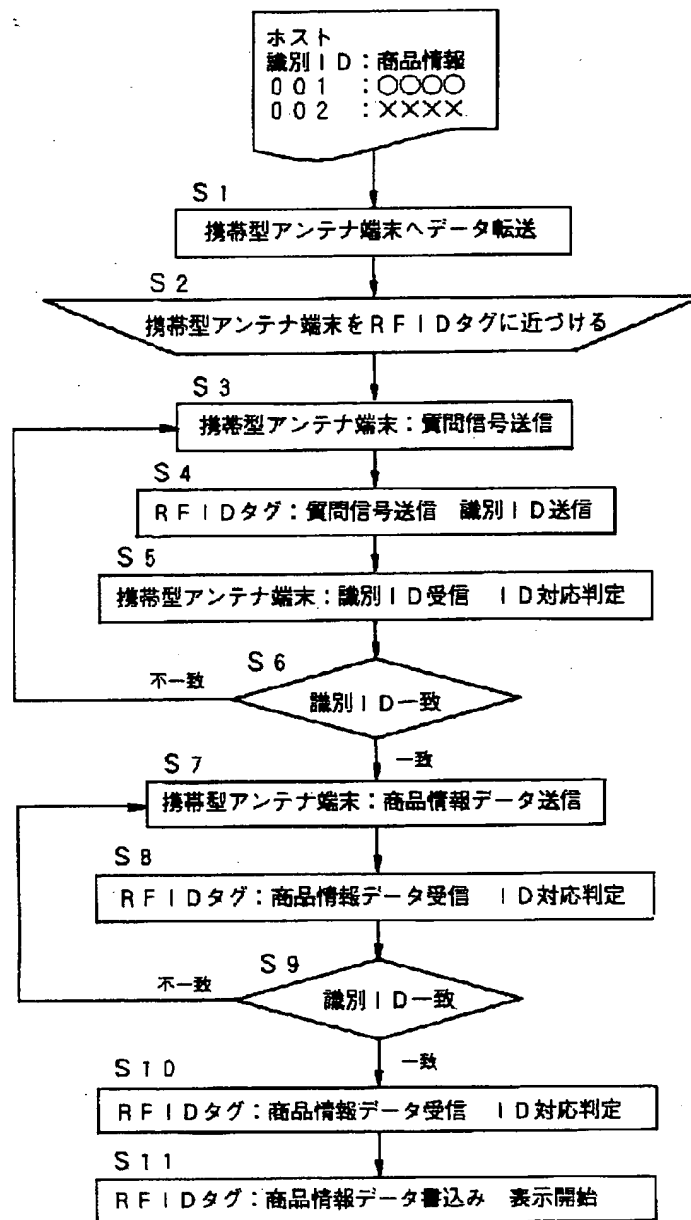 ホスト
識別ID:商品情報
001 :○○○○
002 :××××
S1
携帯型アンテナ端末へデータ転送
S2
携帯型アンテナ端末をRFIDタグに近づける
S3
携帯型アンテナ端末:質問信号送信
S4
RFIDタグ:質問信号送信 識別ID送信
S5
携帯型アンテナ端末:識別ID受信 ID対応判定
S6
不一致
識別ID一致
一致
S7
携帯型アンテナ端末:商品情報データ送信
S8
RFIDタグ:商品情報データ受信 ID対応判定
S9
不一致
識別ID一致
一致
S10
RFIDタグ:商品情報データ受信 ID対応判定
S11
RFIDタグ:商品情報データ書込み 表示開始